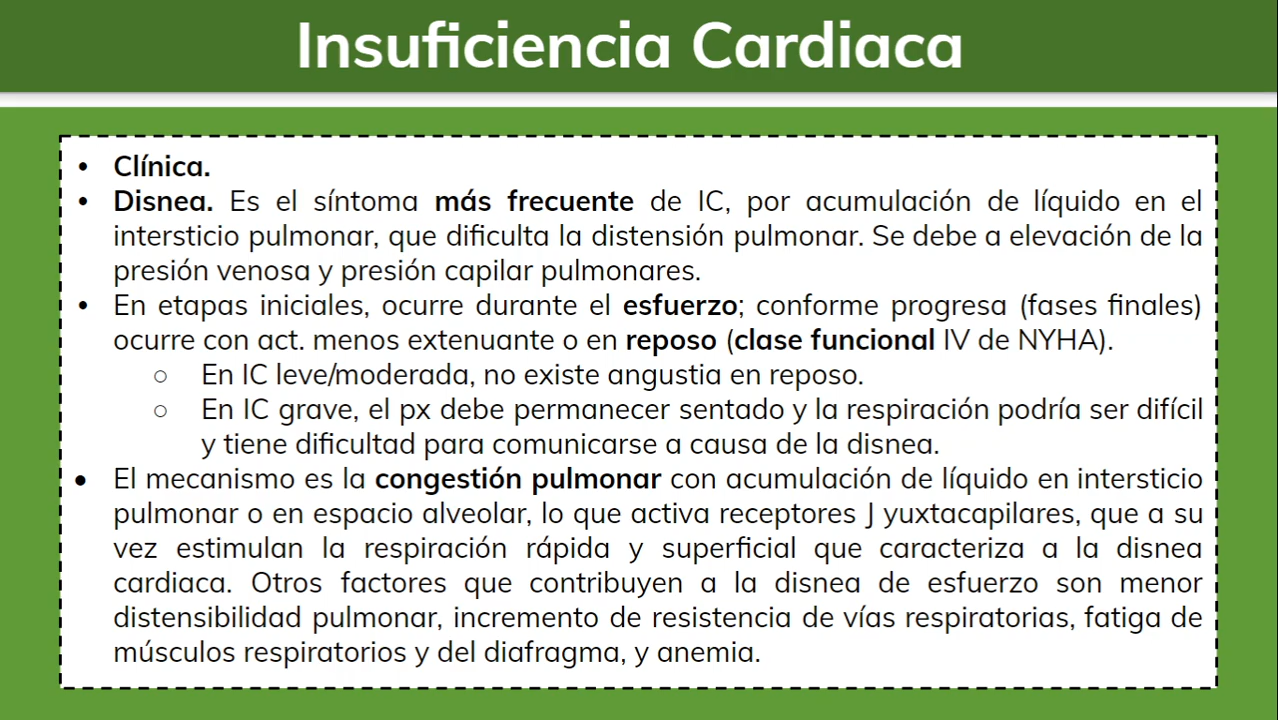 Insuficiencia Cardiaca
• Clínica.
• Disnea. Es el síntoma más frecuente de IC, por acumulación de líquido en el
intersticio pulmonar, que dificulta la distensión pulmonar. Se debe a elevación de la
presión venosa y presión capilar pulmonares.
• En etapas iniciales, ocurre durante el esfuerzo; conforme progresa (fases finales)
ocurre con act. menos extenuante o en reposo (clase funcional IV de NYHA).
○ En IC leve/moderada, no existe angustia en reposo.
○ En IC grave, el px debe permanecer sentado y la respiración podría ser difícil
y tiene dificultad para comunicarse a causa de la disnea.
• El mecanismo es la congestión pulmonar con acumulación de líquido en intersticio
pulmonar o en espacio alveolar, lo que activa receptores J yuxtacapilares, que a su
vez estimulan la respiración rápida y superficial que caracteriza a la disnea
cardiaca. Otros factores que contribuyen a la disnea de esfuerzo son menor
distensibilidad pulmonar, incremento de resistencia de vías respiratorias, fatiga de
músculos respiratorios y del diafragma, y anemia.